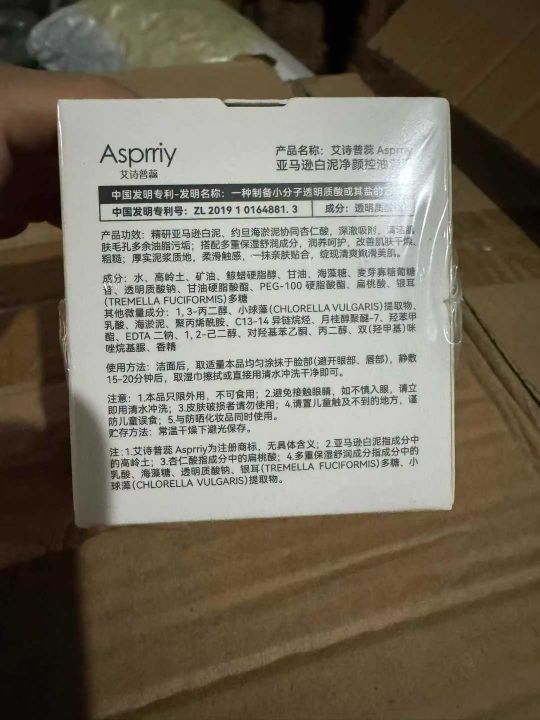 Asprriy
艾诗普蕊
产品名称：艾诗普蕊 Asprriy
亚马逊白泥净颜控油
中国发明专利-发明名称：一种制备小分子透明质酸或其盐的
中国发明专利号：ZL 2019 1 0164881. 3 成分：透明质
产品功效：精研亚马逊白泥、约旦海淤泥协同杏仁酸，深澈吸附，清洁肌
肤毛孔多余油脂污垢；搭配多重保湿舒润成分，润养呵护，改善肌肤干燥、
粗糙；厚实泥浆质地，柔滑触感，一抹亲肤贴合，绽现清爽嫩滑美肌。
成分：水、高岭土、矿油、鲸蜡硬脂醇、甘油、海藻糖、麦芽寡糖葡糖
苷、透明质酸钠、甘油硬脂酸酯、PEG-100 硬脂酸酯、扁桃酸、银耳
(TREMELLA FUCIFORMIS)多糖
其他微量成分：1,3-丙二醇、小球藻(CHLORELLA VULGARIS)提取物、
乳酸、海淤泥、聚丙烯酰胺、C13-14 异链烷烃、月桂醇聚醚-7、羟苯甲
酯、EDTA 二钠、1,2-己二醇、对羟基苯乙酮、丙二醇、双(羟甲基)咪
唑烷基脲、香精
使用方法：洁面后，取适量本品均匀涂抹于脸部(避开眼部、唇部)，静敷
15-20分钟后，取湿巾擦拭或直接用清水冲洗干净即可。
注意：1.本品只限外用，不可食用；2.避免接触眼睛，如不慎入眼，请立
即用清水冲洗；3.皮肤破损者请勿使用；4.请置儿童触及不到的地方，谨
防儿童误食；5.与防晒化妆品同时使用。
贮存方法：常温干燥下避光保存。
注:1.艾诗普蕊 Asprriy为注册商标，无具体含义；2.亚马逊白泥指成分中
的高岭土；3.杏仁酸指成分中的扁桃酸；4.多重保湿舒润成分指成分中的
乳酸、海藻糖、透明质酸钠、银耳(TREMELLA FUCIFORMIS)多糖、小
球藻(CHLORELLA VULGARIS)提取物。